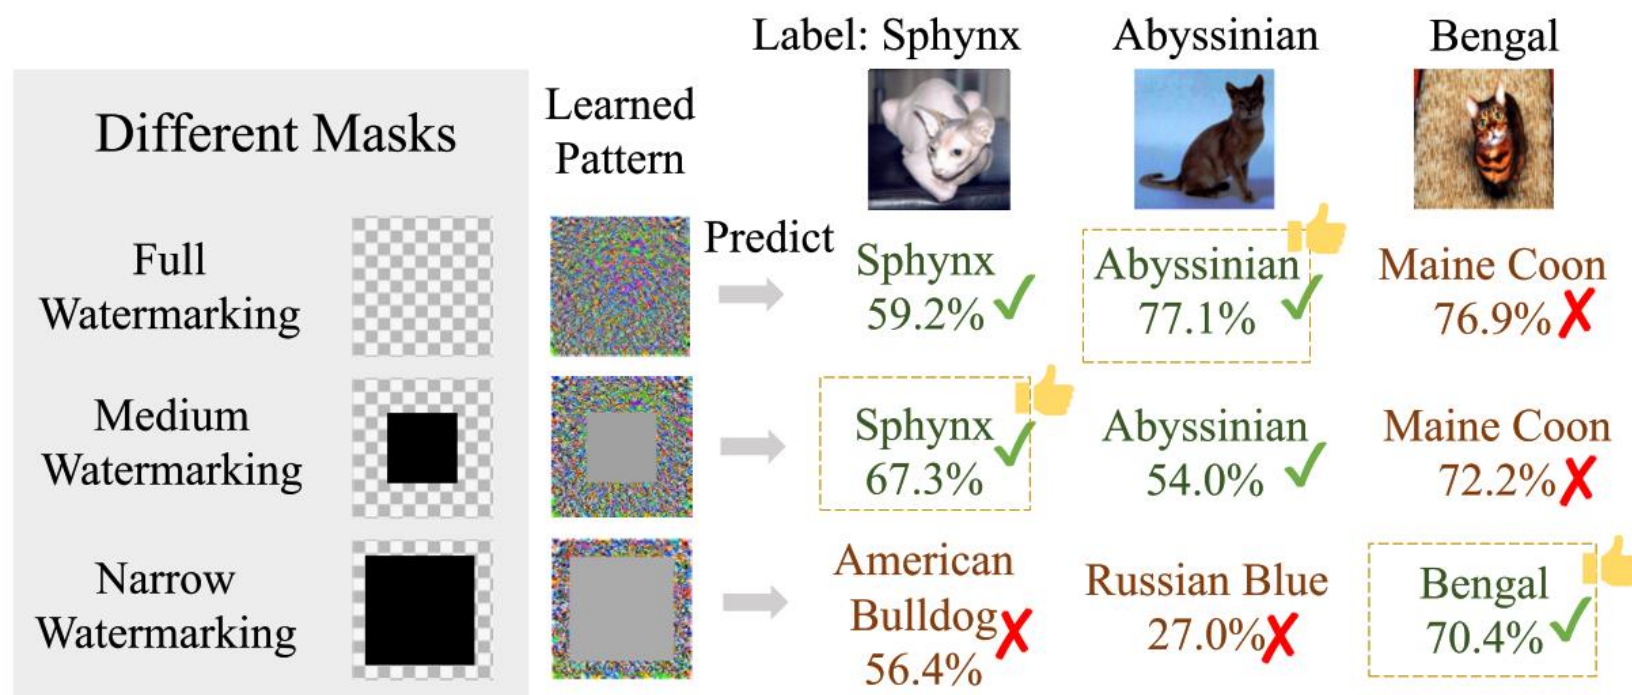 Label: Sphynx Abyssinian Bengal
Different Masks
Learned
Pattern
Full
Watermarking
Predict
Sphynx
59.2%
Abyssinian
77.1%
Maine Coon
76.9%
Medium
Watermarking
Sphynx
67.3%
Abyssinian
54.0%
Maine Coon
72.2%
Narrow
Watermarking
American
Bulldog
56.4%
Russian Blue
27.0%
Bengal
70.4%